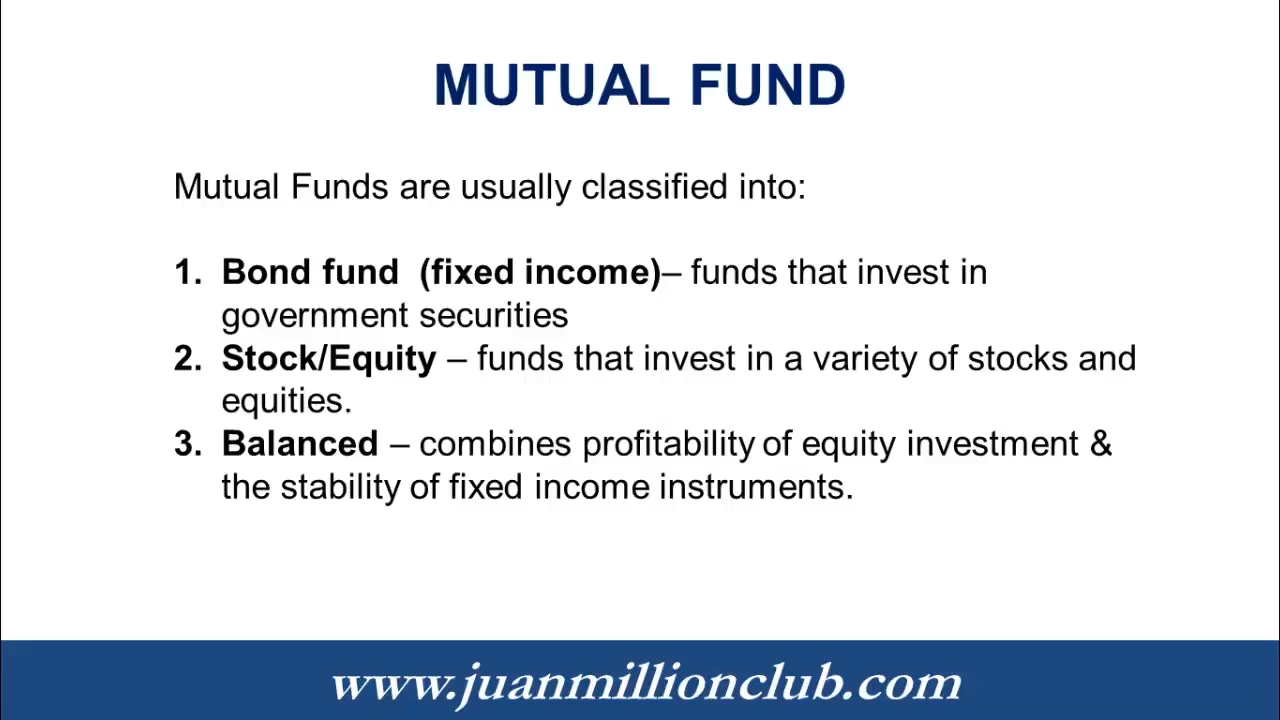 MUTUAL FUND
Mutual Funds are usually classified into:
1. Bond fund  (fixed income)– funds that invest in
government securities
2. Stock/Equity – funds that invest in a variety of stocks and
equities.
3. Balanced – combines profitability of equity investment &
the stability of fixed income instruments.
www.juanmillionclub.com